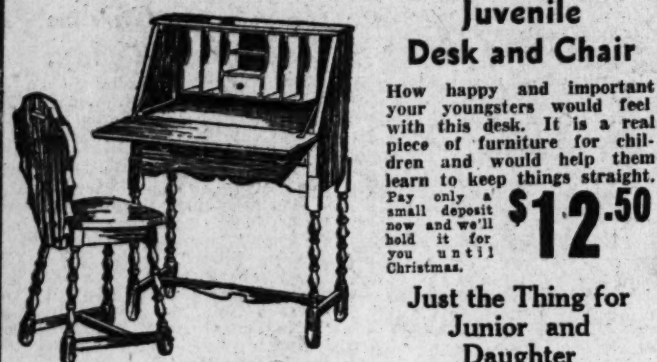 Juvenile
Desk and Chair
How happy and important
your youngsters would feel
with this desk. It is a real
piece of furniture for chil-
dren and would help them
learn to keep things straight.
Pay only a
small deposit
now and we'll
hold it for
you until
Christmas.
$12.50
Just the Thing for
Junior and
Daughter